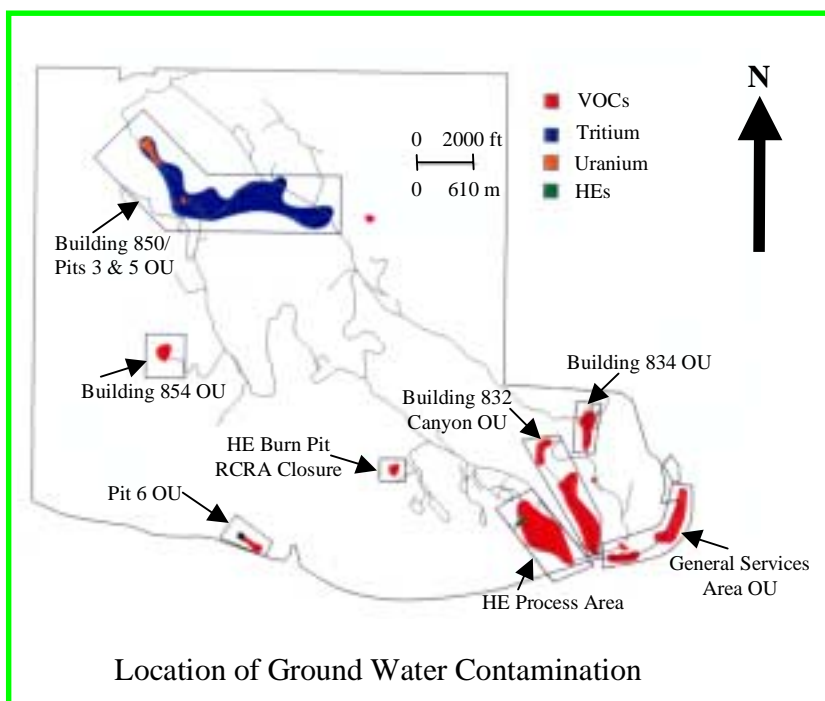 VOCs
Tritium
Uranium
HEs
0 2000 ft
0 610 m
N
Building 850/
Pits 3 & 5 OU
Building 854 OU
Building 834 OU
Building 832
Canyon OU
HE Burn Pit
RCRA Closure
Pit 6 OU
General Services
Area OU
HE Process Area
Location of Ground Water Contamination